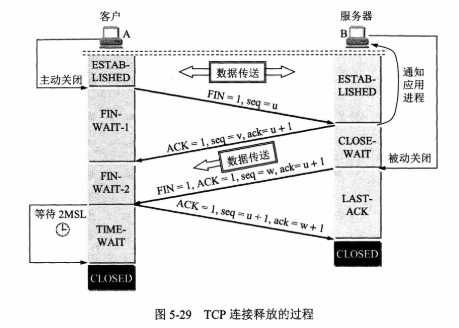 客户
服务器
A
B
ESTAB-
LISHED
数据传送
ESTAB-
LISHED
通知
应用
进程
主动关闭
FIN = 1, seq = u
FIN-
WAIT-1
ACK = 1, seq = v, ack= u + 1
CLOSE-
WAIT
数据传送
被动关闭
FIN = 1, ACK = 1, seq = w, ack= u + 1
FIN-
WAIT-2
ACK = 1, seq = u + 1, ack = w + 1
LAST-
ACK
等待 2MSL
TIME-
WAIT
CLOSED
CLOSED
图 5-29 TCP 连接释放的过程